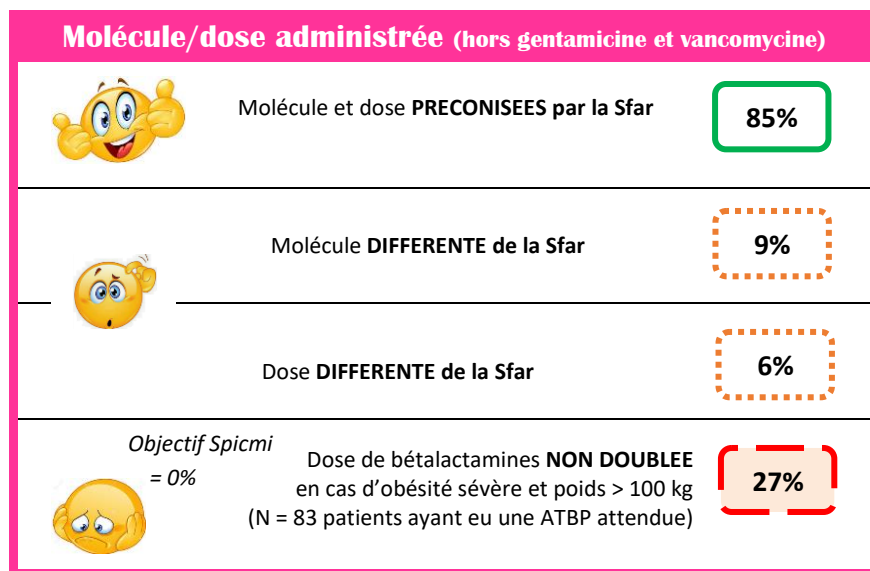 Molécule/dose administrée (hors gentamicine et vancomycine)
Molécule et dose PRECONISEES par la Sfar
85%
Molécule DIFFERENTE de la Sfar
9%
Dose DIFFERENTE de la Sfar
6%
Objectif Spicmi
= 0%
Dose de bétalactamines NON DOUBLEE
en cas d'obésité sévère et poids > 100 kg
(N = 83 patients ayant eu une ATBP attendue)
27%